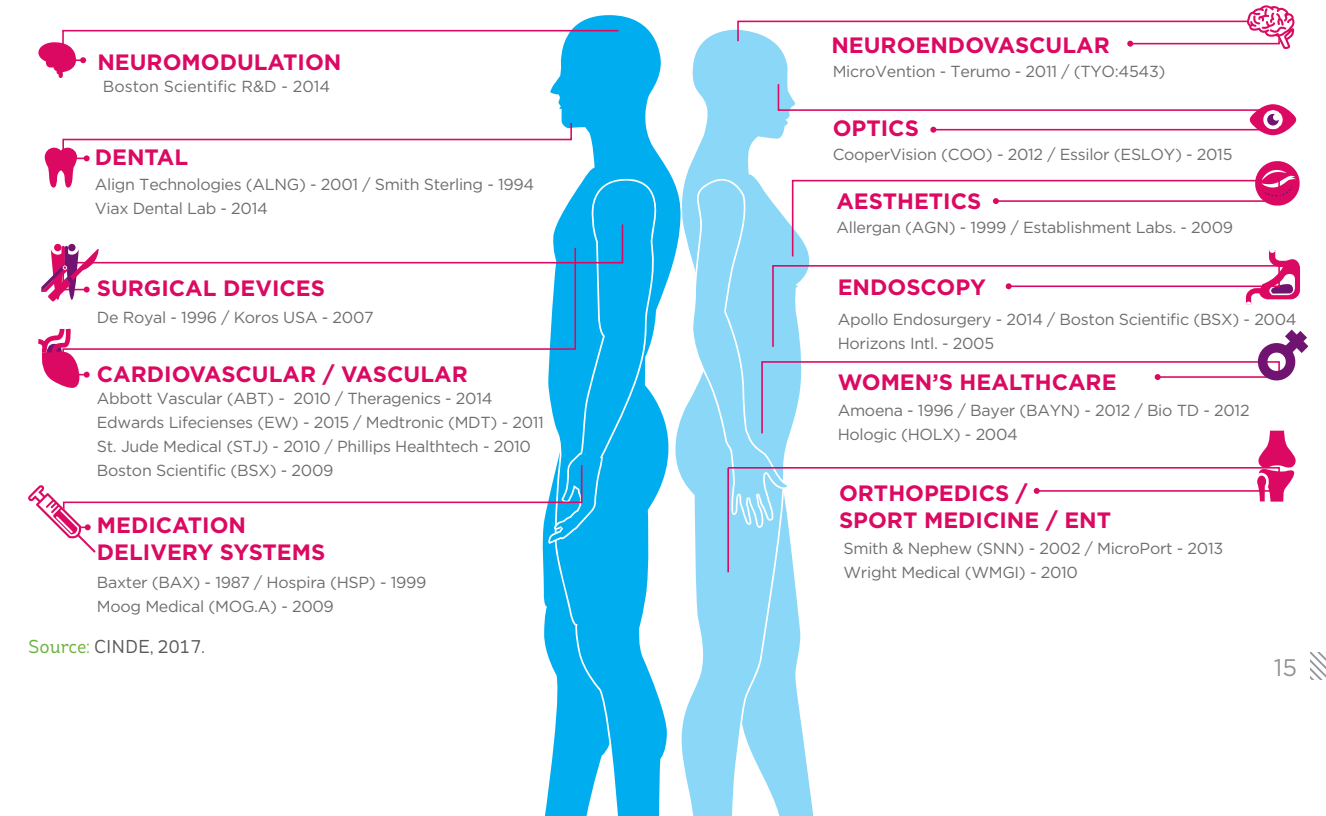 NEUROMODULATION
Boston Scientific R&D - 2014
DENTAL
Align Technologies (ALNG) - 2001 / Smith Sterling - 1994
Viax Dental Lab - 2014
SURGICAL DEVICES
De Royal - 1996 / Koros USA - 2007
CARDIOVASCULAR / VASCULAR
Abbott Vascular (ABT) - 2010 / Theragenics - 2014
Edwards Lifecienses (EW) - 2015 / Medtronic (MDT) - 2011
St. Jude Medical (STJ) - 2010 / Phillips Healthtech - 2010
Boston Scientific (BSX) - 2009
MEDICATION
DELIVERY SYSTEMS
Baxter (BAX) - 1987 / Hospira (HSP) - 1999
Moog Medical (MOG.A) - 2009
Source: CINDE, 2017.
NEUROENDOVASCULAR
MicroVention - Terumo - 2011 / (TYO:4543)
OPTICS
CooperVision (COO) - 2012 / Essilor (ESLOY) - 2015
AESTHETICS
Allergan (AGN) - 1999 / Establishment Labs. - 2009
ENDOSCOPY
Apollo Endosurgery - 2014 / Boston Scientific (BSX) - 2004
Horizons Intl. - 2005
WOMEN'S HEALTHCARE
Amoena - 1996 / Bayer (BAYN) - 2012 / Bio TD - 2012
Hologic (HOLX) - 2004
ORTHOPEDICS /
SPORT MEDICINE / ENT
Smith & Nephew (SNN) - 2002 / MicroPort - 2013
Wright Medical (WMGI) - 2010
15